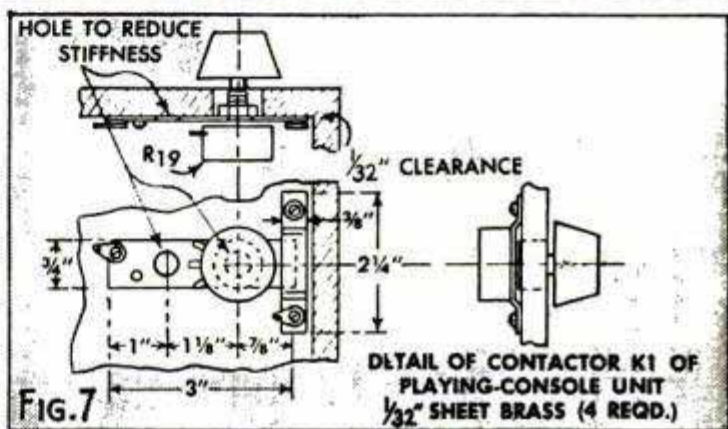 HOLE TO REDUCE
STIFFNESS
R19
1/32" CLEARANCE
3/8"
3/4"
2 1/4"
1" 1 1/8" 7/8"
3"
DETAIL OF CONTACTOR K1 OF
PLAYING-CONSOLE UNIT
1/32" SHEET BRASS (4 REQD.)
FIG.7